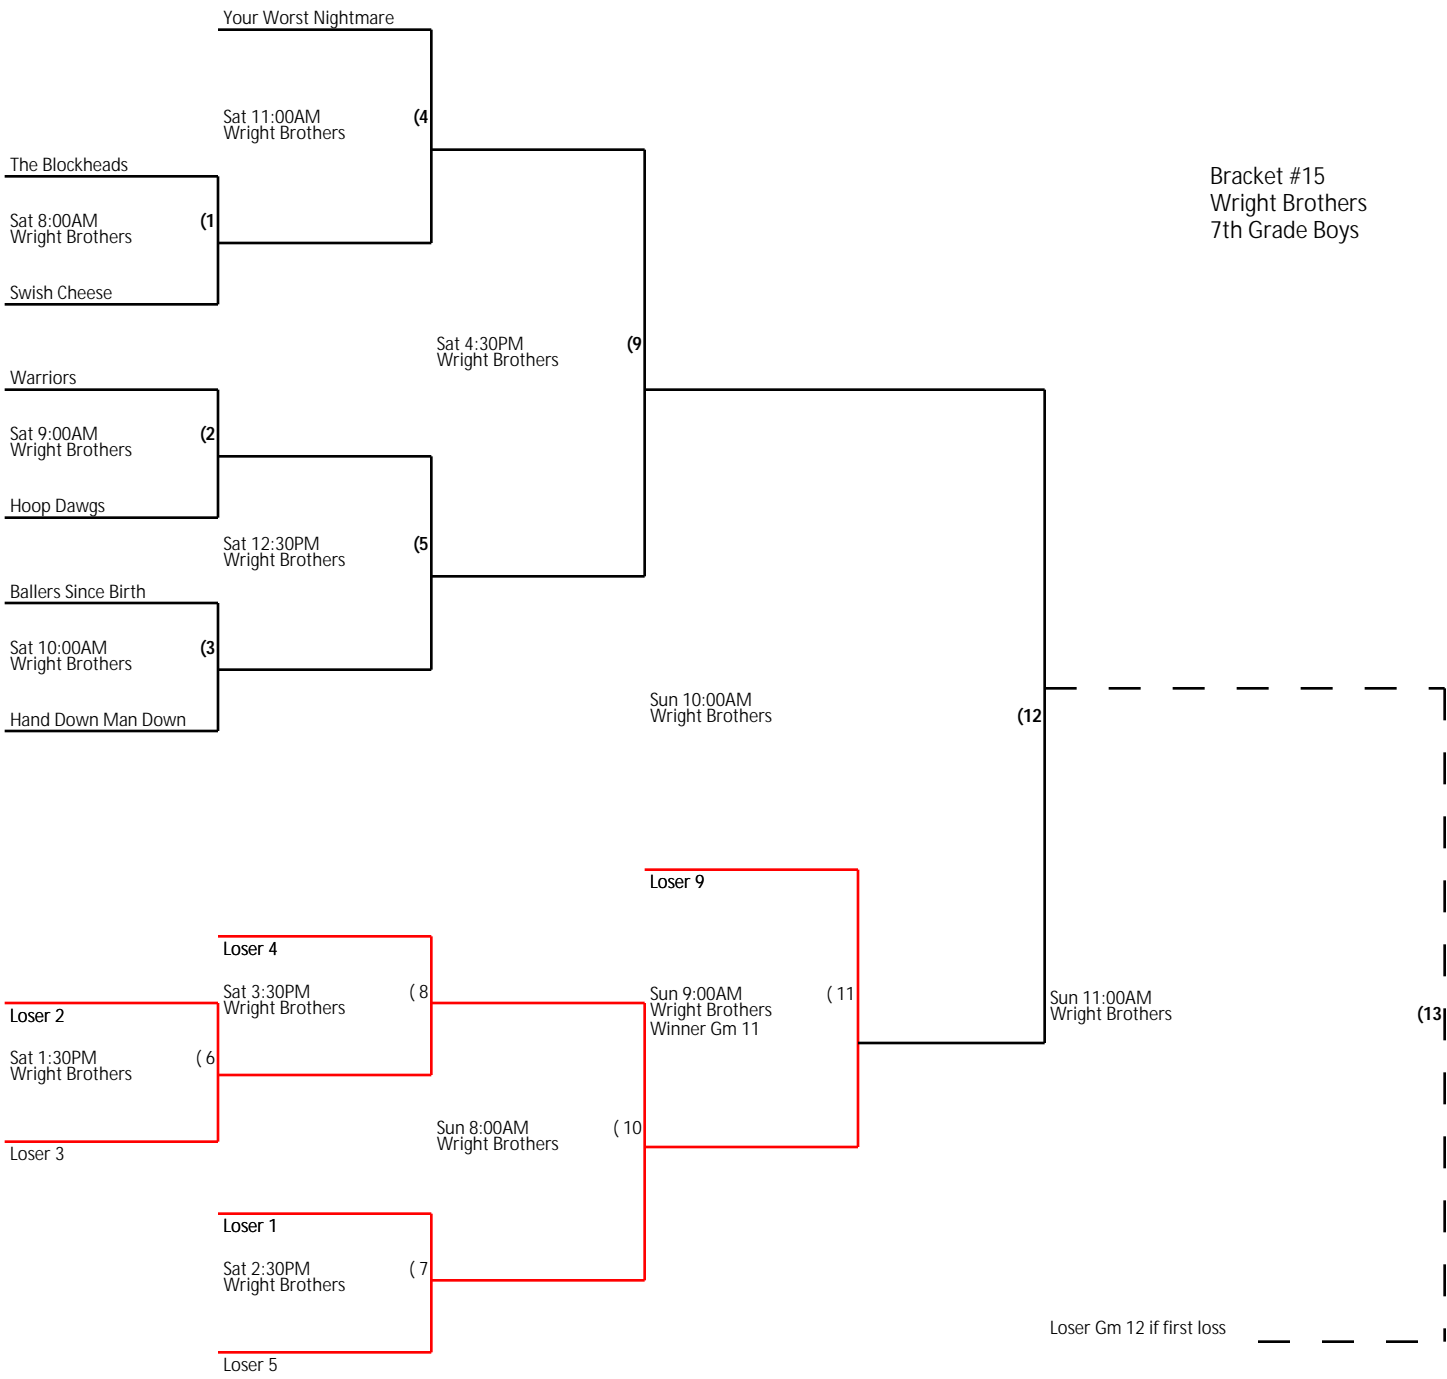 Your Worst Nightmare
Sat 11:00AM
Wright Brothers
(4
The Blockheads
Sat 8:00AM
Wright Brothers
(1
Swish Cheese
Bracket #15
Wright Brothers
7th Grade Boys
Sat 4:30PM
Wright Brothers
(9
Warriors
Sat 9:00AM
Wright Brothers
(2
Hoop Dawgs
Sat 12:30PM
Wright Brothers
(5
Ballers Since Birth
Sat 10:00AM
Wright Brothers
(3
Hand Down Man Down
Sun 10:00AM
Wright Brothers
(12
Loser 9
Loser 4
Sat 3:30PM
Wright Brothers
( 8
Sun 9:00AM
Wright Brothers
Winner Gm 11
( 11
Sun 11:00AM
Wright Brothers
(13
Loser 2
Sat 1:30PM
Wright Brothers
( 6
Loser 3
Sun 8:00AM
Wright Brothers
( 10
Loser 1
Sat 2:30PM
Wright Brothers
( 7
Loser 5
Loser Gm 12 if first loss